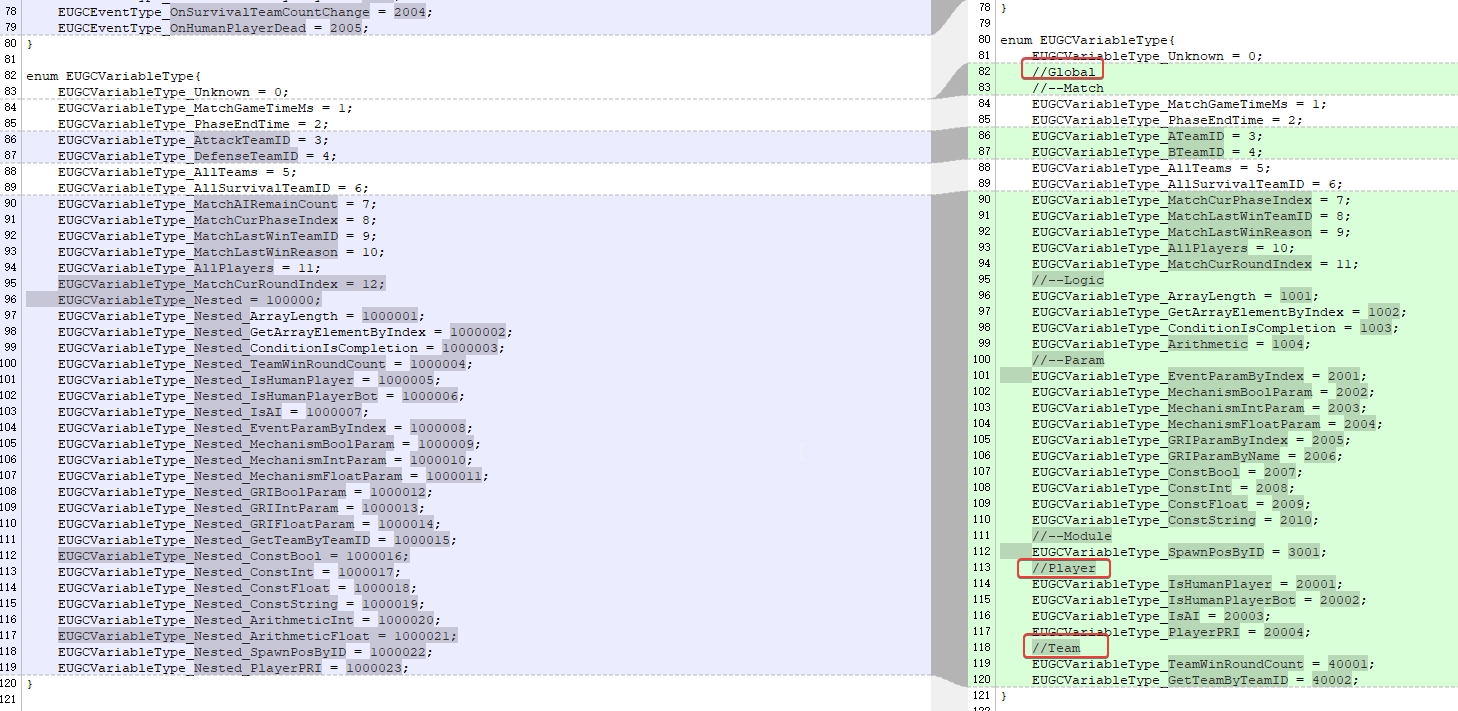 78 EUGCEventType_OnSurvivalTeamCountChange = 2004;
79 EUGCEventType_OnHumanPlayerDead = 2005;
80 }
81
82 enum EUGCVariableType{
83 EUGCVariableType_Unknown = 0;
84 EUGCVariableType_MatchGameTimeMs = 1;
85 EUGCVariableType_PhaseEndTime = 2;
86 EUGCVariableType_AttackTeamID = 3;
87 EUGCVariableType_DefenseTeamID = 4;
88 EUGCVariableType_AllTeams = 5;
89 EUGCVariableType_AllSurvivalTeamID = 6;
90 EUGCVariableType_MatchAIRemainCount = 7;
91 EUGCVariableType_MatchCurPhaseIndex = 8;
92 EUGCVariableType_MatchLastWinTeamID = 9;
93 EUGCVariableType_MatchLastWinReason = 10;
94 EUGCVariableType_AllPlayers = 11;
95 EUGCVariableType_MatchCurRoundIndex = 12;
96 EUGCVariableType_Nested = 100000;
97 EUGCVariableType_Nested_ArrayLength = 1000001;
98 EUGCVariableType_Nested_GetArrayElementByIndex = 1000002;
99 EUGCVariableType_Nested_ConditionIsCompletion = 1000003;
100 EUGCVariableType_Nested_TeamWinRoundCount = 1000004;
101 EUGCVariableType_Nested_IsHumanPlayer = 1000005;
102 EUGCVariableType_Nested_IsHumanPlayerBot = 1000006;
103 EUGCVariableType_Nested_IsAI = 1000007;
104 EUGCVariableType_Nested_EventParamByIndex = 1000008;
105 EUGCVariableType_Nested_MechanismBoolParam = 1000009;
106 EUGCVariableType_Nested_MechanismIntParam = 1000010;
107 EUGCVariableType_Nested_MechanismFloatParam = 1000011;
108 EUGCVariableType_Nested_GRIBoolParam = 1000012;
109 EUGCVariableType_Nested_GRIIntParam = 1000013;
110 EUGCVariableType_Nested_GRIFloatParam = 1000014;
111 EUGCVariableType_Nested_GetTeamByTeamID = 1000015;
112 EUGCVariableType_Nested_ConstBool = 1000016;
113 EUGCVariableType_Nested_ConstInt = 1000017;
114 EUGCVariableType_Nested_ConstFloat = 1000018;
115 EUGCVariableType_Nested_ConstString = 1000019;
116 EUGCVariableType_Nested_ArithmeticInt = 1000020;
117 EUGCVariableType_Nested_ArithmeticFloat = 1000021;
118 EUGCVariableType_Nested_SpawnPosByID = 1000022;
119 EUGCVariableType_Nested_PlayerPRI = 1000023;
120 }
121
78 }
79
80 enum EUGCVariableType{
81 EUGCVariableType_Unknown = 0;
82 //Global
83 //--Match
84 EUGCVariableType_MatchGameTimeMs = 1;
85 EUGCVariableType_PhaseEndTime = 2;
86 EUGCVariableType_ATeamID = 3;
87 EUGCVariableType_BTeamID = 4;
88 EUGCVariableType_AllTeams = 5;
89 EUGCVariableType_AllSurvivalTeamID = 6;
90 EUGCVariableType_MatchCurPhaseIndex = 7;
91 EUGCVariableType_MatchLastWinTeamID = 8;
92 EUGCVariableType_MatchLastWinReason = 9;
93 EUGCVariableType_AllPlayers = 10;
94 EUGCVariableType_MatchCurRoundIndex = 11;
95 //--Logic
96 EUGCVariableType_ArrayLength = 1001;
97 EUGCVariableType_GetArrayElementByIndex = 1002;
98 EUGCVariableType_ConditionIsCompletion = 1003;
99 EUGCVariableType_Arithmetic = 1004;
100 //--Param
101 EUGCVariableType_EventParamByIndex = 2001;
102 EUGCVariableType_MechanismBoolParam = 2002;
103 EUGCVariableType_MechanismIntParam = 2003;
104 EUGCVariableType_MechanismFloatParam = 2004;
105 EUGCVariableType_GRIParamByIndex = 2005;
106 EUGCVariableType_GRIParamByName = 2006;
107 EUGCVariableType_ConstBool = 2007;
108 EUGCVariableType_ConstInt = 2008;
109 EUGCVariableType_ConstFloat = 2009;
110 EUGCVariableType_ConstString = 2010;
111 //--Module
112 EUGCVariableType_SpawnPosByID = 3001;
113 //Player
114 EUGCVariableType_IsHumanPlayer = 20001;
115 EUGCVariableType_IsHumanPlayerBot = 20002;
116 EUGCVariableType_IsAI = 20003;
117 EUGCVariableType_PlayerPRI = 20004;
118 //Team
119 EUGCVariableType_TeamWinRoundCount = 40001;
120 EUGCVariableType_GetTeamByTeamID = 40002;
121 }